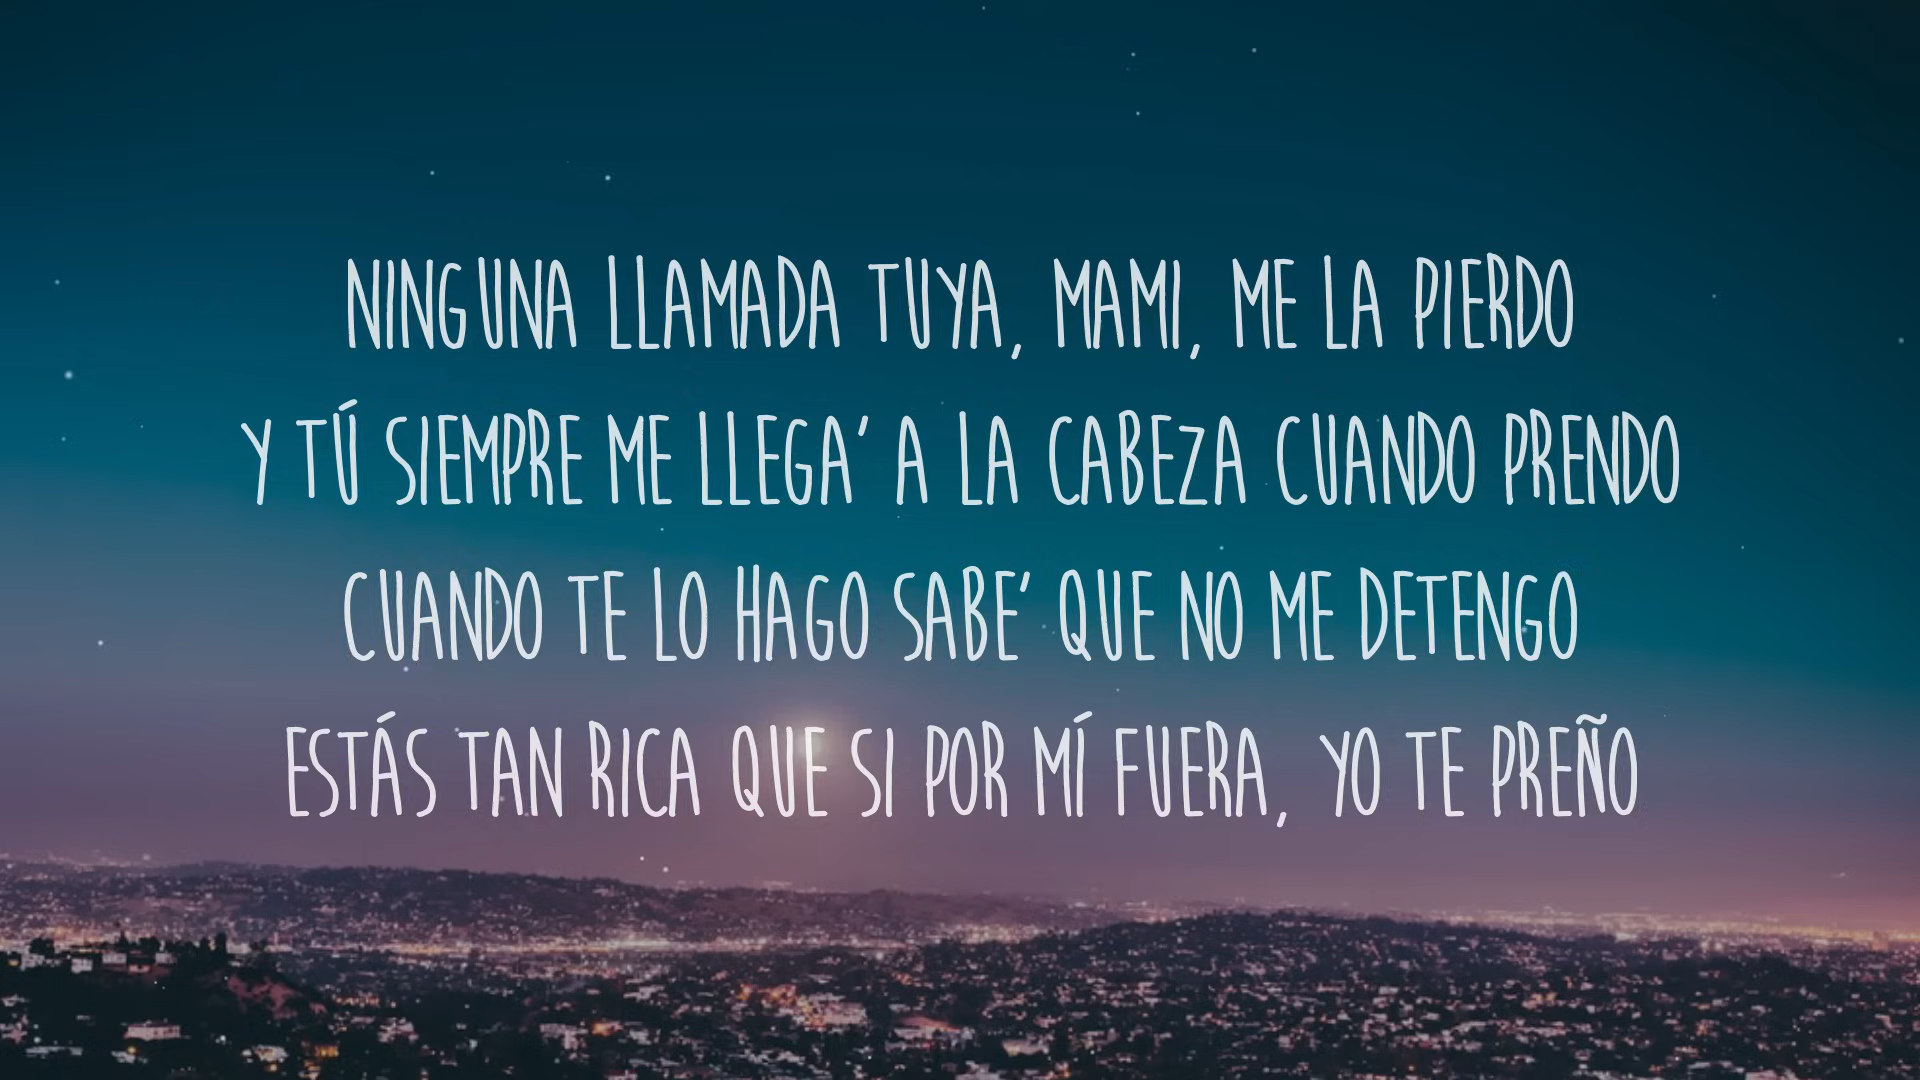 NINGUNA LLAMADA TUYA, MAMI, ME LA PIERDO
Y TÚ SIEMPRE ME LLEGA' A LA CABEZA CUANDO PRENDO
CUANDO TE LO HAGO SABE' QUE NO ME DETENGO
ESTÁS TAN RICA QUE SI POR MÍ FUERA, YO TE PREÑO